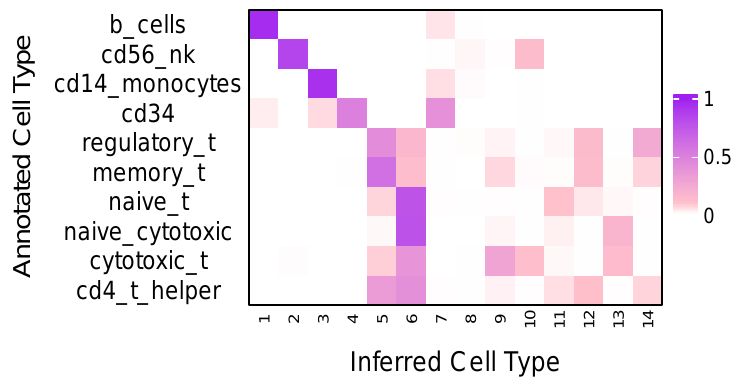 b_cells
cd56_nk
cd14_monocytes
cd34
regulatory_t
memory_t
naive_t
naive_cytotoxic
cytotoxic_t
cd4_t_helper
Annotated Cell Type
1 2 3 4 5 6 7 8 9 10 11 12 13 14
Inferred Cell Type
1
0.5
0